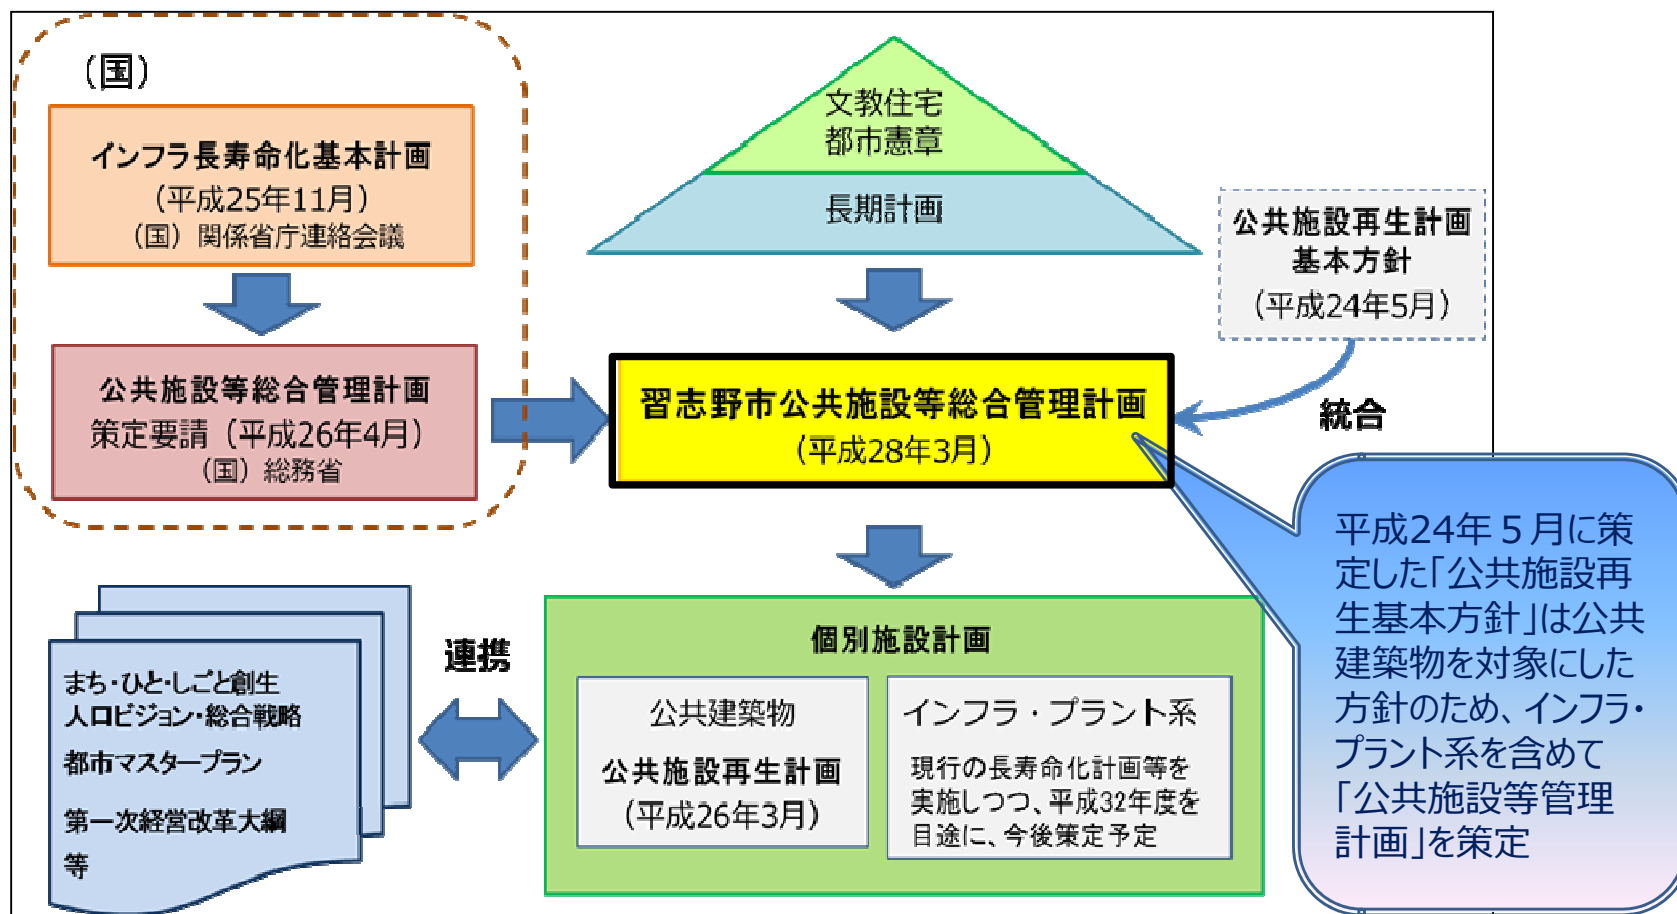 （国）
インフラ長寿命化基本計画
（平成25年11月）
（国）関係省庁連絡会議
公共施設等総合管理計画
策定要請（平成26年4月）
（国）総務省
文教住宅
都市憲章
長期計画
公共施設再生計画
基本方針
（平成24年5月）
統合
習志野市公共施設等総合管理計画
（平成28年3月）
平成24年５月に策
定した「公共施設再
生基本方針」は公共
建築物を対象にした
方針のため、インフラ・
プラント系を含めて
「公共施設等管理
計画」を策定
まち・ひと・しごと創生
人口ビジョン・総合戦略
都市マスタープラン
第一次経営改革大綱
等
連携
個別施設計画
公共建築物
公共施設再生計画
（平成26年3月）
インフラ・プラント系
現行の長寿命化計画等を
実施しつつ、平成32年度を
目途に、今後策定予定